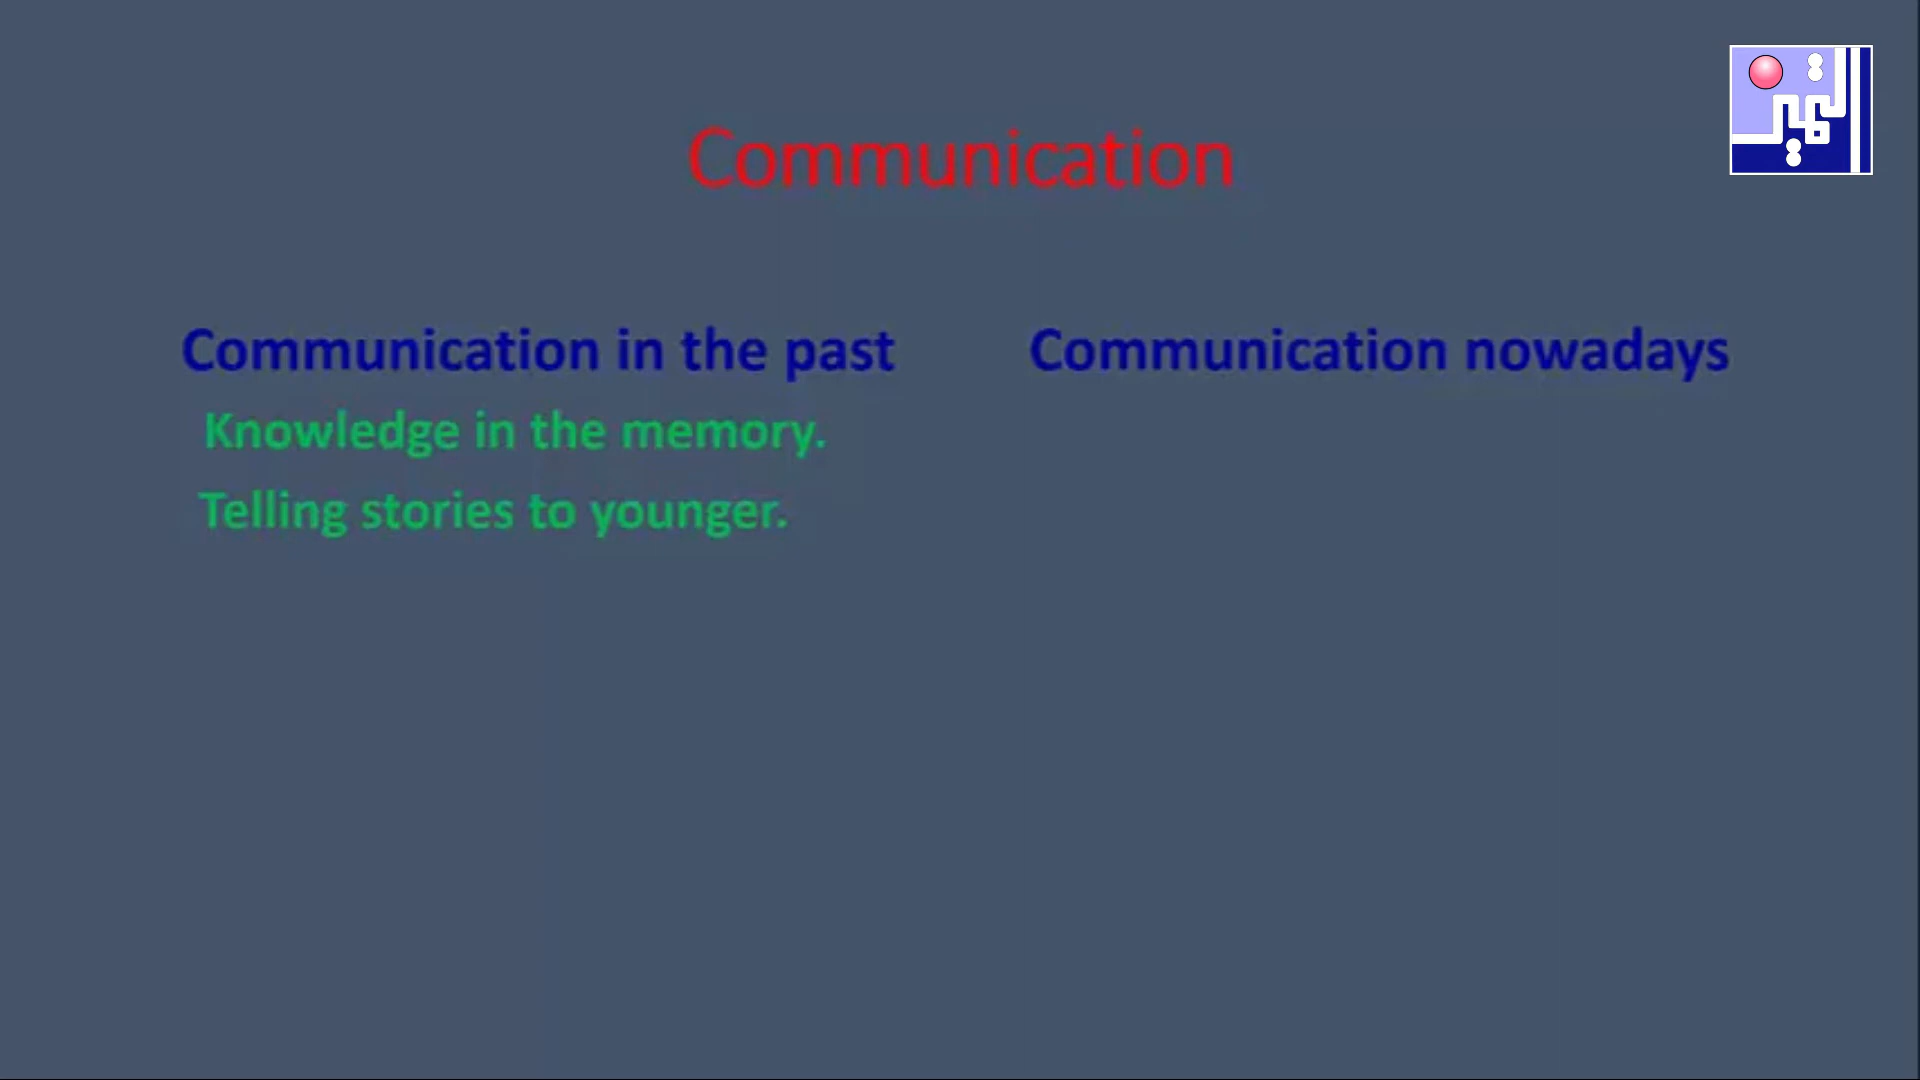 Communication
Communication in the past
Communication nowadays
Knowledge in the memory.
Telling stories to younger.